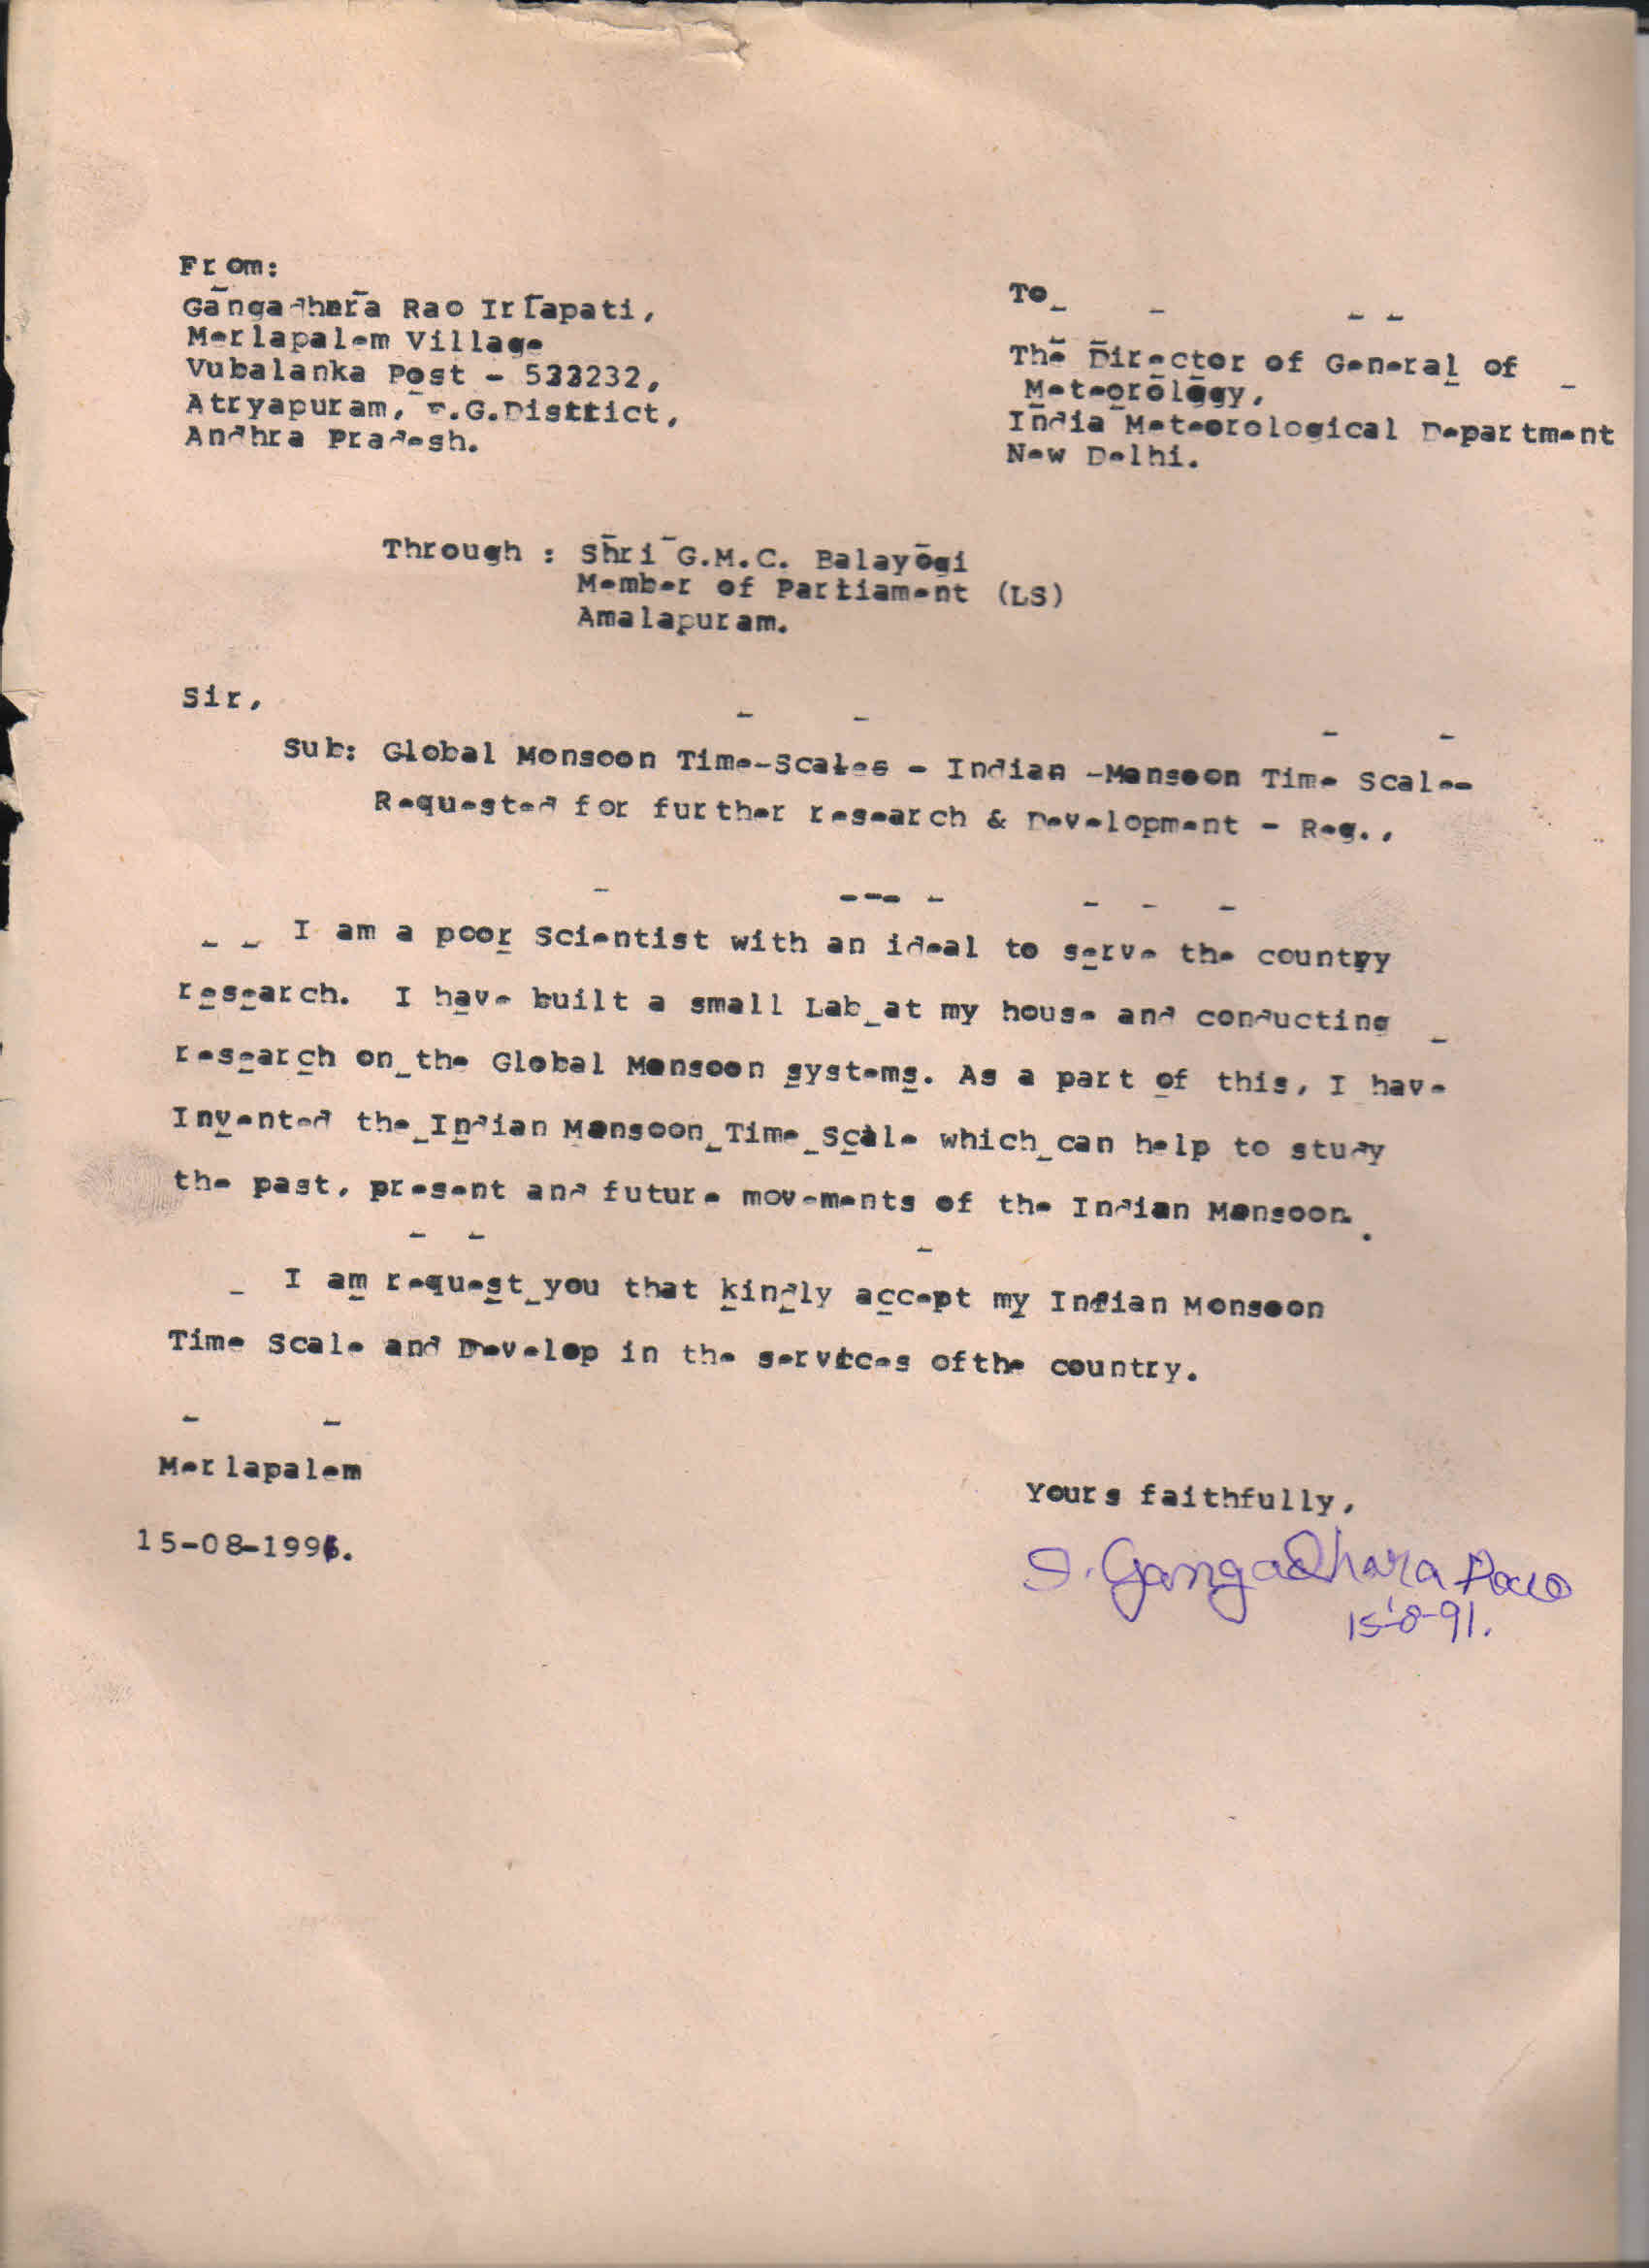 From:
Gangadhara Rao Irrapati,
Merlapalem Village
Vubalanka Post - 533232,
Atryapuram, E.G.District,
Andhra Pradesh.
To
The Director of General of
Meteorology,
India Meteorological Department
New Delhi.
Through : Shri G.M.C. Balayogi
Member of Partiament (LS)
Amalapuram.
Sir,
Sub: Global Monsoon Time-Scales - Indian -Monsoon Time Scale-
Requested for further research & Development - Reg.,
I am a poor Scientist with an ideal to serve the country
research. I have built a small Lab at my house and conducting
research on the Global Monsoon systems. As a part of this, I have
Invented the Indian Monsoon Time Scale which can help to study
the past, present and future movements of the Indian Monsoon.
I am request you that kindly accept my Indian Monsoon
Time Scale and Develop in the services ofthe country.
Merlapalem
15-08-1991.
Yours faithfully,
I. Gangadhara Rao
15-8-91.